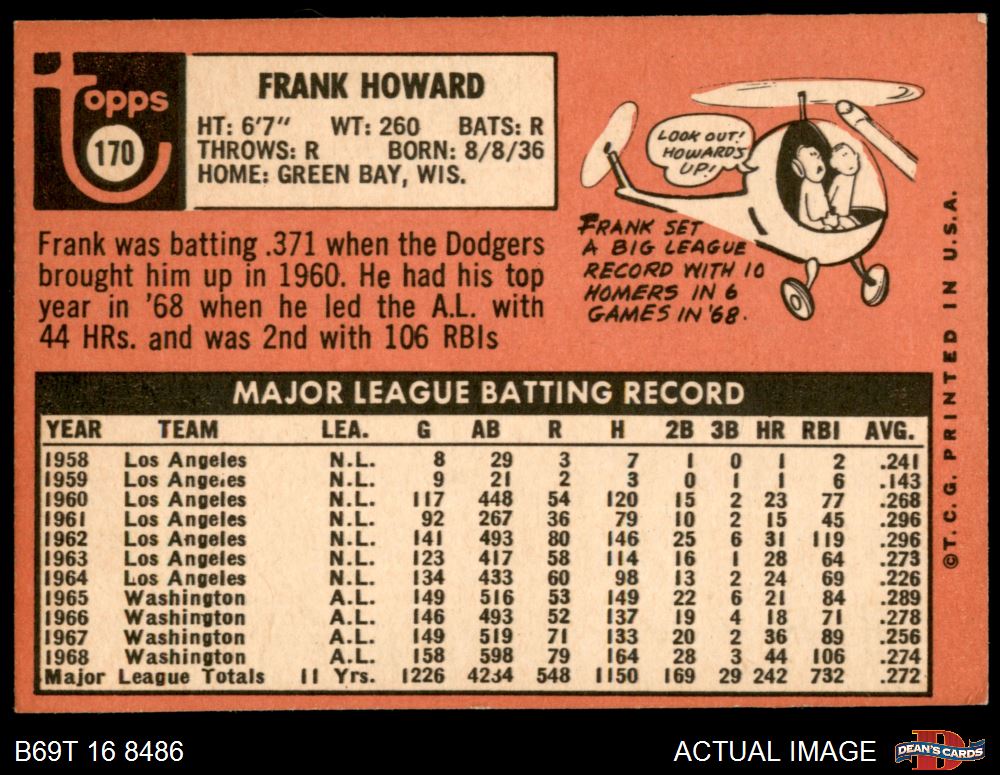 topps
170
FRANK HOWARD
HT: 6'7" WT: 260 BATS: R
THROWS: R BORN: 8/8/36
HOME: GREEN BAY, WIS.
Frank was batting .371 when the Dodgers
brought him up in 1960. He had his top
year in '68 when he led the A.L. with
44 HRs. and was 2nd with 106 RBIs
LOOK OUT!
HOWARD'S
UP!
FRANK SET
A BIG LEAGUE
RECORD WITH 10
HOMERS IN 6
GAMES IN '68.
MAJOR LEAGUE BATTING RECORD
YEAR TEAM LEA. G AB R H 2B 3B HR RBI AVG.
1958 Los Angeles N.L. 8 29 3 7 1 0 1 2 .241
1959 Los Angeles N.L. 9 21 2 3 0 1 1 6 .143
1960 Los Angeles N.L. 117 448 54 120 15 2 23 77 .268
1961 Los Angeles N.L. 92 267 36 79 10 2 15 45 .296
1962 Los Angeles N.L. 141 493 80 146 25 6 31 119 .296
1963 Los Angeles N.L. 123 417 58 114 16 1 28 64 .273
1964 Los Angeles N.L. 134 433 60 98 13 2 24 69 .226
1965 Washington A.L. 149 516 53 149 22 6 21 84 .289
1966 Washington A.L. 146 493 52 137 19 4 18 71 .278
1967 Washington A.L. 149 519 71 133 20 2 36 89 .256
1968 Washington A.L. 158 598 79 164 28 3 44 106 .274
Major League Totals 11 Yrs. 1226 4234 548 1150 169 29 242 732 .272
©T. C. G. PRINTED IN U.S.A.
B69T 16 8486
ACTUAL IMAGE
DEAN'S CARDS